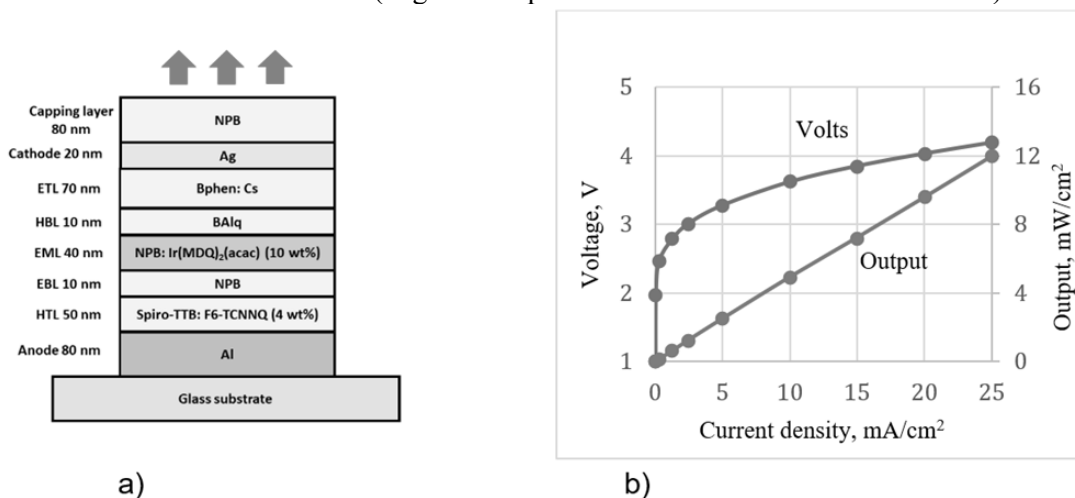 Capping layer
80 nm
NPB
Cathode 20 nm
Ag
ETL 70 nm
Bphen: Cs
HBL 10 nm
BAlq
EML 40 nm
NPB: Ir(MDQ)₂(acac) (10 wt%)
EBL 10 nm
NPB
HTL 50 nm
Spiro-TTB: F6-TCNNQ (4 wt%)
Anode 80 nm
Al
Glass substrate
a)
Voltage, V
5
4
3
2
1
Volts
Output
16
12
8
4
0
Output, mW/cm²
0 5 10 15 20 25
Current density, mA/cm²
b)